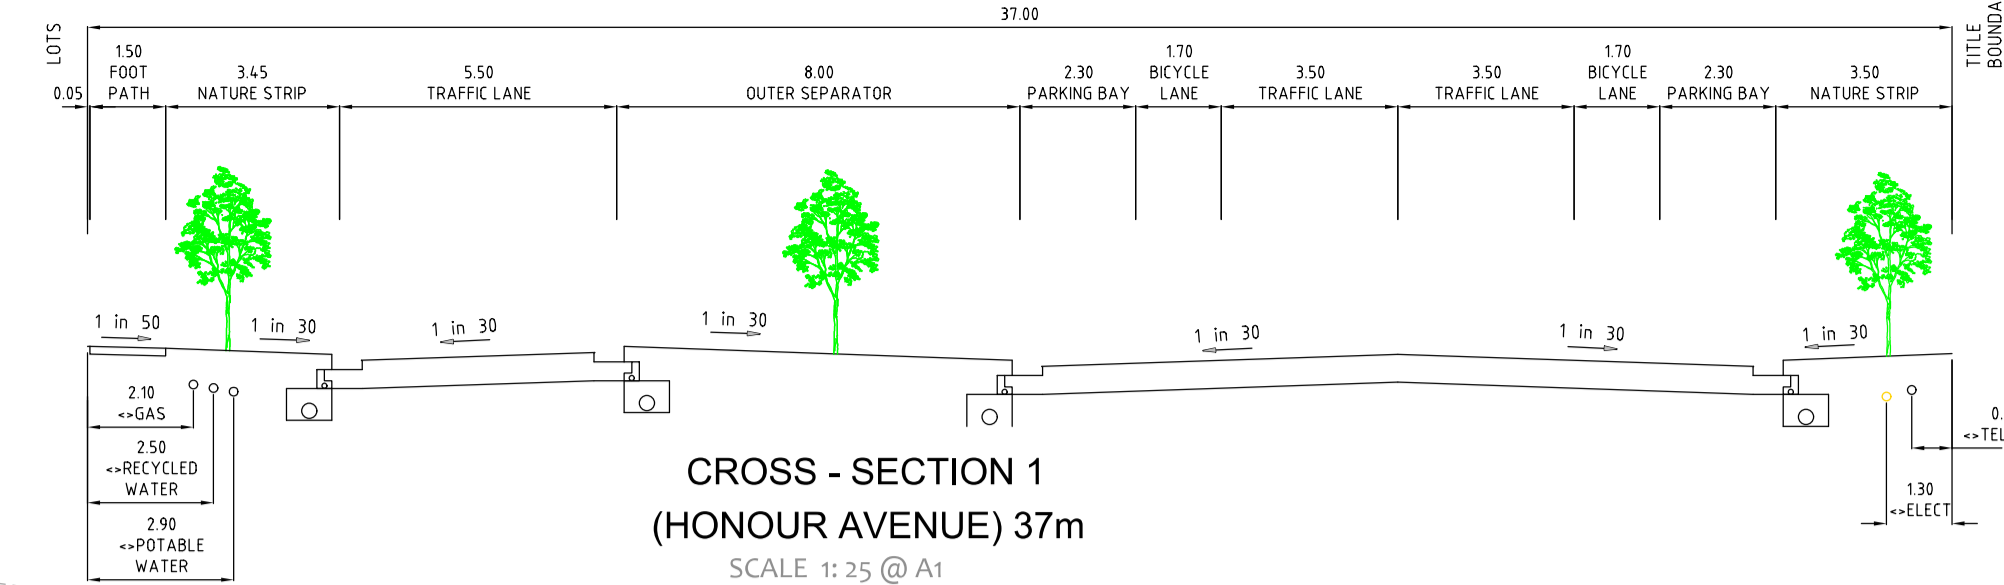 37.00
LOTS
TITLE
0.05
1.50
FOOT
PATH
3.45
NATURE STRIP
5.50
TRAFFIC LANE
8.00
OUTER SEPARATOR
2.30
PARKING BAY
1.70
BICYCLE
LANE
3.50
TRAFFIC LANE
3.50
TRAFFIC LANE
1.70
BICYCLE
LANE
2.30
PARKING BAY
3.50
NATURE STRIP
1 in 50
1 in 30
1 in 30
1 in 30
1 in 30
1 in 30
1 in 30
2.10
<>GAS
2.50
<>RECYCLED
WATER
2.90
<>POTABLE
WATER
1.30
<>ELECT
CROSS - SECTION 1
(HONOUR AVENUE) 37m
SCALE 1: 25 @ A1